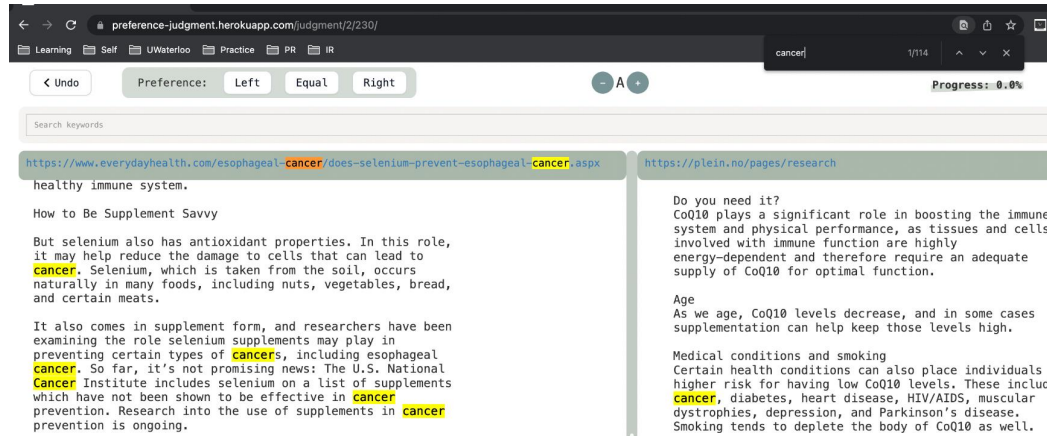 preference-judgment.herokuapp.com/judgment/2/230/
Learning Self UWaterloo Practice PR IR
cancer 1/114
Undo Preference: Left Equal Right - A + Progress: 0.0%
Search keywords
https://www.everydayhealth.com/esophageal-cancer/does-selenium-prevent-esophageal-cancer.aspx
healthy immune system.
How to Be Supplement Savvy
But selenium also has antioxidant properties. In this role,
it may help reduce the damage to cells that can lead to
cancer. Selenium, which is taken from the soil, occurs
naturally in many foods, including nuts, vegetables, bread,
and certain meats.
It also comes in supplement form, and researchers have been
examining the role selenium supplements may play in
preventing certain types of cancers, including esophageal
cancer. So far, it's not promising news: The U.S. National
Cancer Institute includes selenium on a list of supplements
which have not been shown to be effective in cancer
prevention. Research into the use of supplements in cancer
prevention is ongoing.
https://plein.no/pages/research
Do you need it?
CoQ10 plays a significant role in boosting the immune
system and physical performance, as tissues and cells
involved with immune function are highly
energy-dependent and therefore require an adequate
supply of CoQ10 for optimal function.
Age
As we age, CoQ10 levels decrease, and in some cases
supplementation can help keep those levels high.
Medical conditions and smoking
Certain health conditions can also place individuals
higher risk for having low CoQ10 levels. These includ
cancer, diabetes, heart disease, HIV/AIDS, muscular
dystrophies, depression, and Parkinson's disease.
Smoking tends to deplete the body of CoQ10 as well.